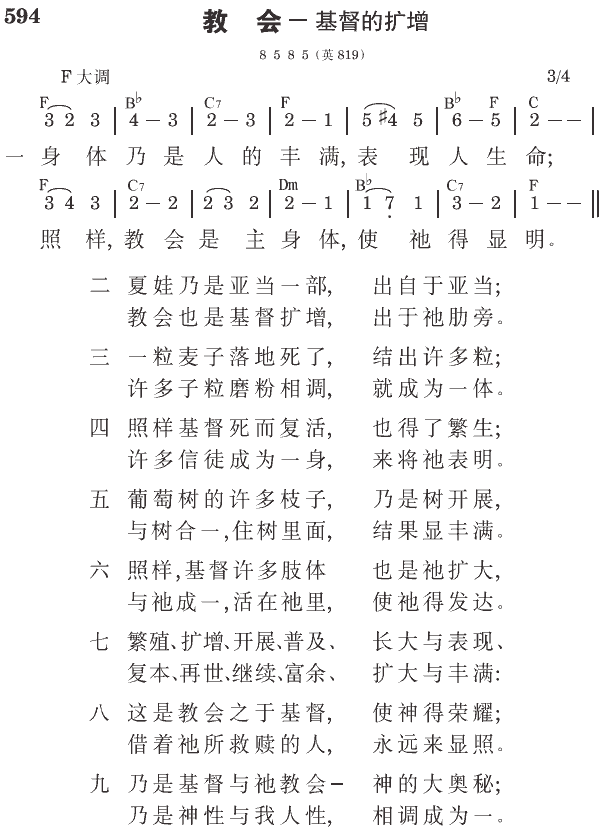 594
教 会－基督的扩增
8 5 8 5（英819）
F大调 3/4
F B♭ C7 F B♭ F C
3 2 3 | 4 – 3 | 2 – 3 | 2 – 1 | 5 ♯4 5 | 6 – 5 | 2 – – |
一 身 体 乃 是 人 的 丰 满, 表 现 人 生 命;
F C7 Dm B♭ C7 F
3 4 3 | 2 – 2 | 2 3 2 | 2 – 1 | 1 7̣ 1 | 3 – 2 | 1 – – ‖
照 样, 教 会 是 主 身 体, 使 祂 得 显 明。
二 夏娃乃是亚当一部, 出自于亚当;
教会也是基督扩增, 出于祂肋旁。
三 一粒麦子落地死了, 结出许多粒;
许多子粒磨粉相调, 就成为一体。
四 照样基督死而复活, 也得了繁生;
许多信徒成为一身, 来将祂表明。
五 葡萄树的许多枝子, 乃是树开展,
与树合一,住树里面, 结果显丰满。
六 照样,基督许多肢体 也是祂扩大,
与祂成一,活在祂里, 使祂得发达。
七 繁殖、扩增、开展、普及、 长大与表现、
复本、再世、继续、富余、 扩大与丰满:
八 这是教会之于基督, 使神得荣耀;
借着祂所救赎的人, 永远来显照。
九 乃是基督与祂教会－ 神的大奥秘;
乃是神性与我人性, 相调成为一。